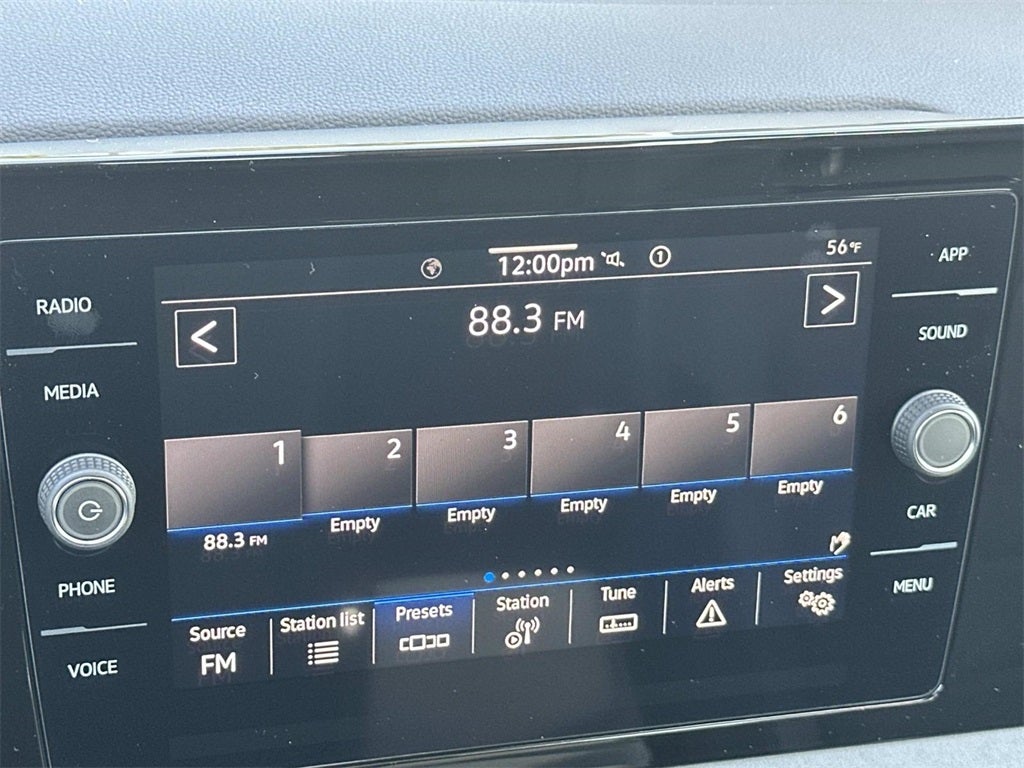 12:00pm 1 56°F
88.3 FM
< >
1 2 3 4 5 6
88.3 FM Empty Empty Empty Empty Empty
Source Station list Presets Station Tune Alerts Settings
FM
RADIO
MEDIA
PHONE
VOICE
APP
SOUND
CAR
MENU